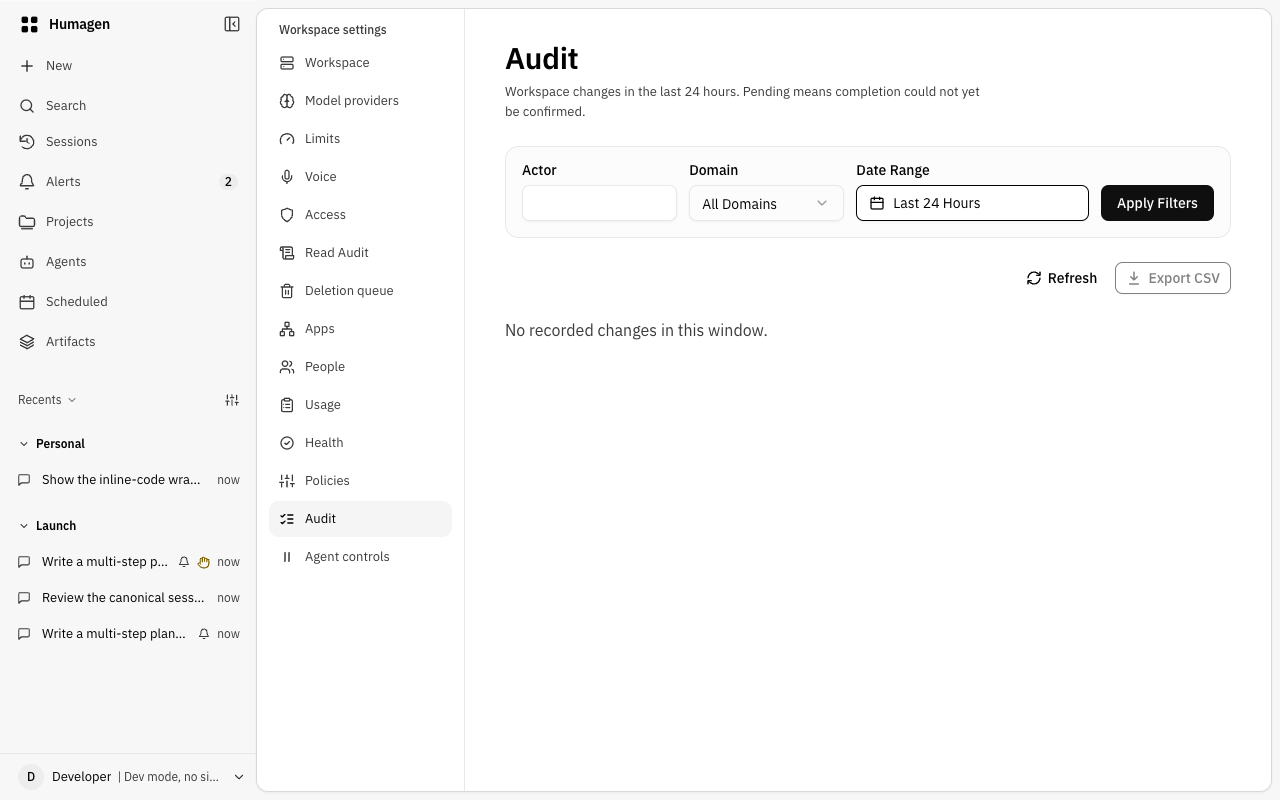 Humagen
New
Search
Sessions
Alerts 2
Projects
Agents
Scheduled
Artifacts
Recents
Personal
Show the inline-code wra... now
Launch
Write a multi-step p... now
Review the canonical sess... now
Write a multi-step plan... now
D Developer | Dev mode, no si...
Workspace settings
Workspace
Model providers
Limits
Voice
Access
Read Audit
Deletion queue
Apps
People
Usage
Health
Policies
Audit
Agent controls
Audit
Workspace changes in the last 24 hours. Pending means completion could not yet
be confirmed.
Actor Domain Date Range
All Domains Last 24 Hours Apply Filters
Refresh Export CSV
No recorded changes in this window.